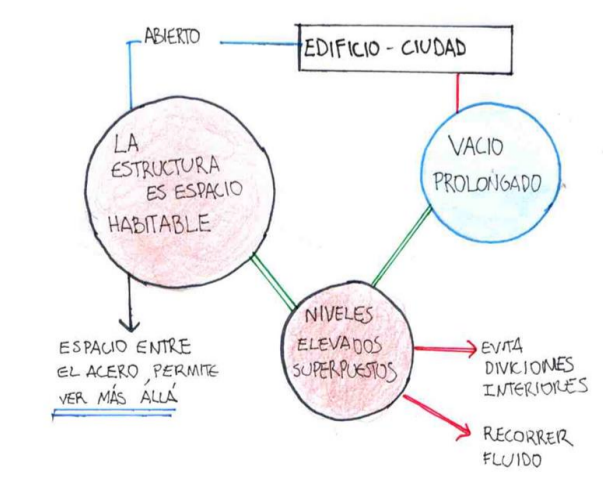 ABIERTO
EDIFICIO - CIUDAD
LA
ESTRUCTURA
ES ESPACIO
HABITABLE
VACIO
PROLONGADO
NIVELES
ELEVADOS
SUPERPUESTOS
ESPACIO ENTRE
EL ACERO, PERMITE
VER MÁS ALLÁ
EVITA
DIVICIONES
INTERIORES
RECORRER
FLUIDO